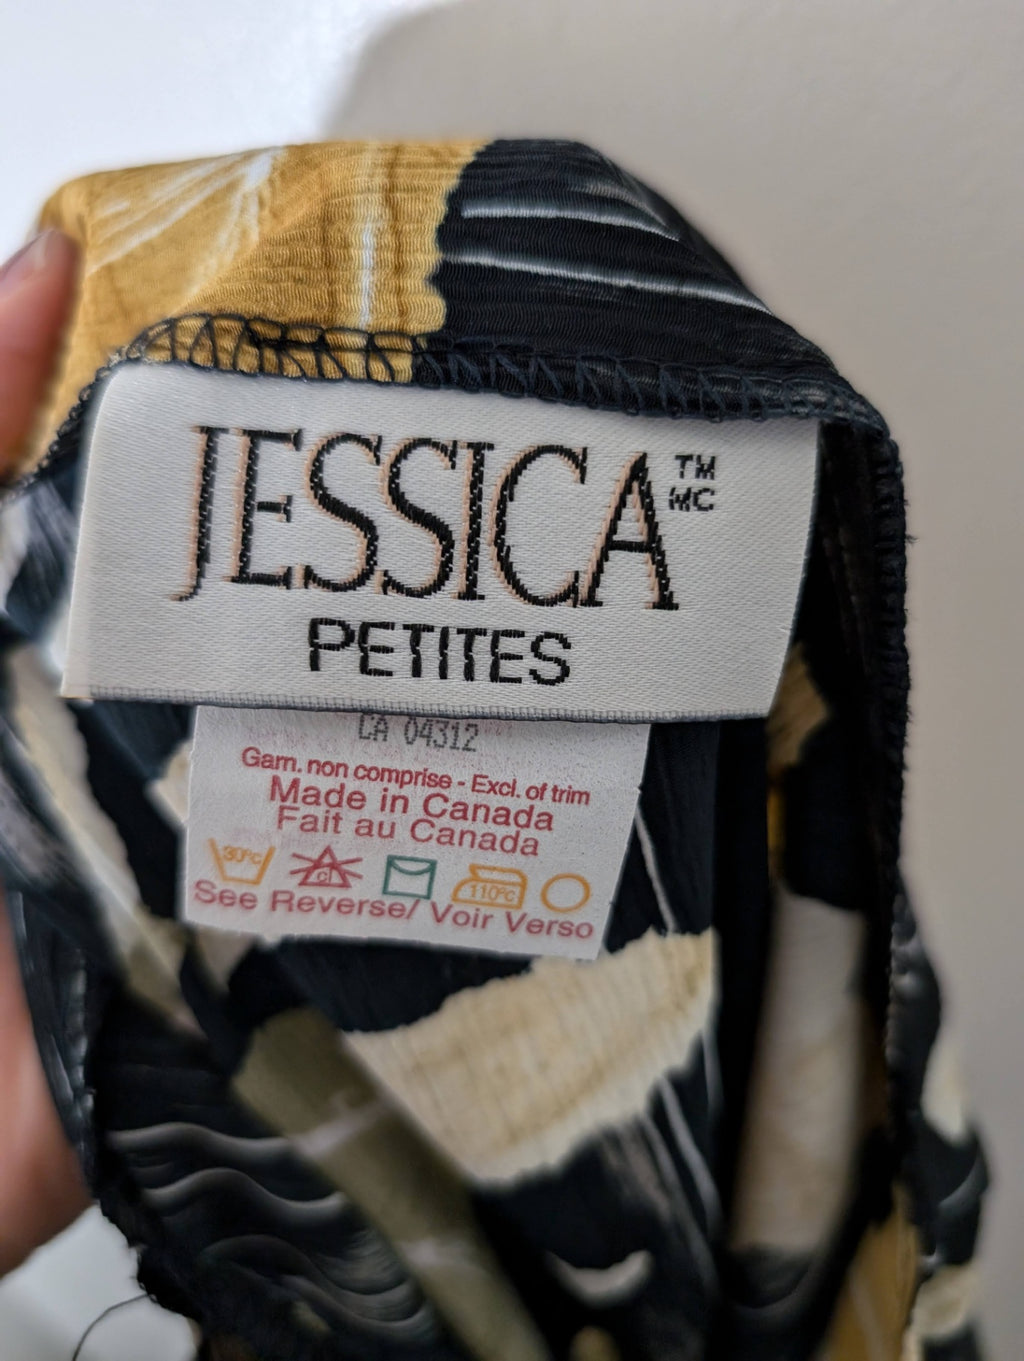 JESSICA TM MC
PETITES
CA 04312
Garn. non comprise - Excl. of trim
Made in Canada
Fait au Canada
30°C cl 110°C
See Reverse/ Voir Verso